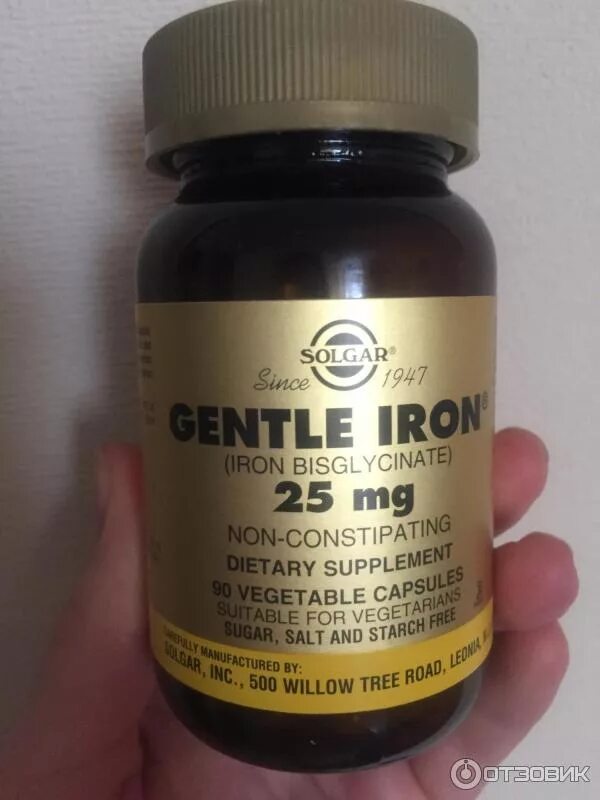 SOLGAR®
Since 1947
GENTLE IRON®
(IRON BISGLYCINATE)
25 mg
NON-CONSTIPATING
DIETARY SUPPLEMENT
90 VEGETABLE CAPSULES
SUITABLE FOR VEGETARIANS
SUGAR, SALT AND STARCH FREE
CAREFULLY MANUFACTURED BY:
SOLGAR, INC., 500 WILLOW TREE ROAD, LEONIA,
ОТЗОВИК